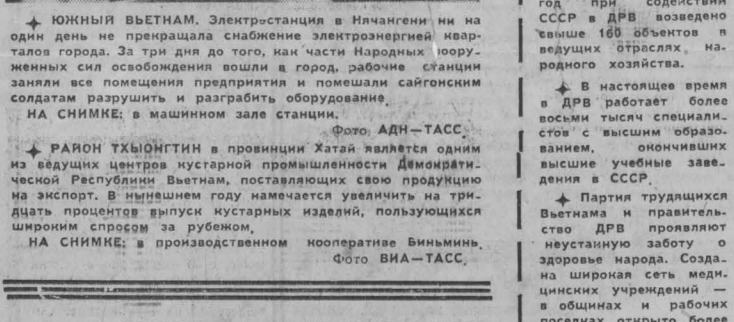 ✦ ЮЖНЫЙ ВЬЕТНАМ. Электростанция в Нячангени ни на
один день не прекращала снабжение электроэнергией квар-
талов города. За три дня до того, как части Народных воору-
женных сил освобождения вошли в город, рабочие станции
заняли все помещения предприятия и помешали сайгонским
солдатам разрушить и разграбить оборудование.
НА СНИМКЕ: в машинном зале станции.
Фото АДН—ТАСС.
✦ РАЙОН ТХЫОНГТИН в провинции Хатай является одним
из ведущих центров кустарной промышленности Демократи-
ческой Республики Вьетнам, поставляющих свою продукцию
на экспорт. В нынешнем году намечается увеличить на три-
дцать процентов выпуск кустарных изделий, пользующихся
широким спросом за рубежом.
НА СНИМКЕ: в производственном кооперативе Биньминь.
Фото ВИА—ТАСС.
год при содействии
СССР в ДРВ возведено
свыше 160 объектов в
ведущих отраслях на-
родного хозяйства.
✦ В настоящее время
в ДРВ работает более
восьми тысяч специали-
стов с высшим образо-
ванием, окончивших
высшие учебные заве-
дения в СССР.
✦ Партия трудящихся
Вьетнама и правитель-
ство ДРВ проявляют
неустанную заботу о
здоровье народа. Созда-
на широкая сеть меди-
цинских учреждений —
в общинах и рабочих
поселках открыто более